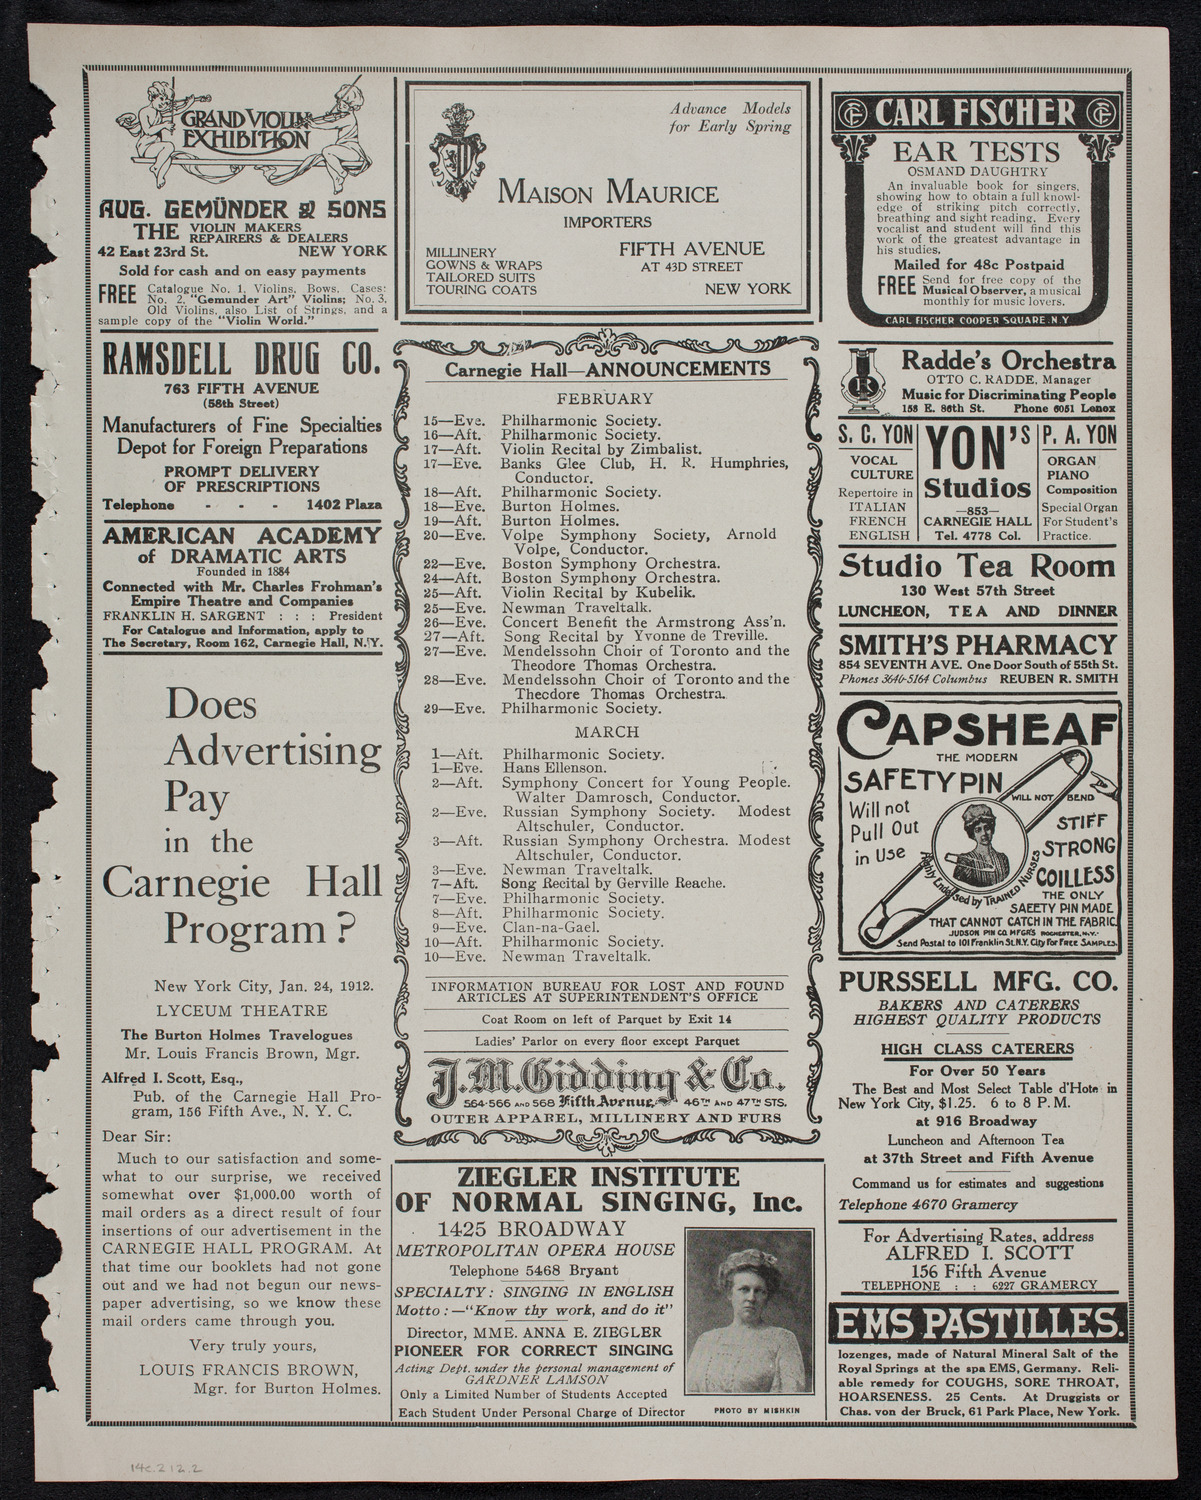 GRAND VIOLIN
EXHIBITION
AUG. GEMÜNDER & SONS
THE VIOLIN MAKERS
REPAIRERS & DEALERS
42 East 23rd St. NEW YORK
Sold for cash and on easy payments
FREE Catalogue No. 1, Violins, Bows, Cases:
No. 2, "Gemunder Art" Violins; No. 3,
Old Violins, also List of Strings, and a
sample copy of the "Violin World."
RAMSDELL DRUG CO.
763 FIFTH AVENUE
(58th Street)
Manufacturers of Fine Specialties
Depot for Foreign Preparations
PROMPT DELIVERY
OF PRESCRIPTIONS
Telephone - - - 1402 Plaza
AMERICAN ACADEMY
of DRAMATIC ARTS
Founded in 1884
Connected with Mr. Charles Frohman's
Empire Theatre and Companies
FRANKLIN H. SARGENT : : : President
For Catalogue and Information, apply to
The Secretary, Room 162, Carnegie Hall, N. Y.
Does
Advertising
Pay
in the
Carnegie Hall
Program?
New York City, Jan. 24, 1912.
LYCEUM THEATRE
The Burton Holmes Travelogues
Mr. Louis Francis Brown, Mgr.
Alfred I. Scott, Esq.,
Pub. of the Carnegie Hall Pro-
gram, 156 Fifth Ave., N. Y. C.
Dear Sir:
Much to our satisfaction and some-
what to our surprise, we received
somewhat over $1,000.00 worth of
mail orders as a direct result of four
insertions of our advertisement in the
CARNEGIE HALL PROGRAM. At
that time our booklets had not gone
out and we had not begun our news-
paper advertising, so we know these
mail orders came through you.
Very truly yours,
LOUIS FRANCIS BROWN,
Mgr. for Burton Holmes.
Advance Models
for Early Spring
MAISON MAURICE
IMPORTERS
MILLINERY
GOWNS & WRAPS
TAILORED SUITS
TOURING COATS
FIFTH AVENUE
AT 43D STREET
NEW YORK
Carnegie Hall—ANNOUNCEMENTS
FEBRUARY
15—Eve. Philharmonic Society.
16—Aft. Philharmonic Society.
17—Aft. Violin Recital by Zimbalist.
17—Eve. Banks Glee Club, H. R. Humphries,
Conductor.
18—Aft. Philharmonic Society.
18—Eve. Burton Holmes.
19—Aft. Burton Holmes.
20—Eve. Volpe Symphony Society, Arnold
Volpe, Conductor.
22—Eve. Boston Symphony Orchestra.
24—Aft. Boston Symphony Orchestra.
25—Aft. Violin Recital by Kubelik.
25—Eve. Newman Traveltalk.
26—Eve. Concert Benefit the Armstrong Ass'n.
27—Aft. Song Recital by Yvonne de Treville.
27—Eve. Mendelssohn Choir of Toronto and the
Theodore Thomas Orchestra.
28—Eve. Mendelssohn Choir of Toronto and the
Theodore Thomas Orchestra.
29—Eve. Philharmonic Society.
MARCH
1—Aft. Philharmonic Society.
1—Eve. Hans Ellenson.
2—Aft. Symphony Concert for Young People.
Walter Damrosch, Conductor.
2—Eve. Russian Symphony Society. Modest
Altschuler, Conductor.
3—Aft. Russian Symphony Orchestra. Modest
Altschuler, Conductor.
3—Eve. Newman Traveltalk.
7—Aft. Song Recital by Gerville Reache.
7—Eve. Philharmonic Society.
8—Aft. Philharmonic Society.
9—Eve. Clan-na-Gael.
10—Aft. Philharmonic Society.
10—Eve. Newman Traveltalk.
INFORMATION BUREAU FOR LOST AND FOUND
ARTICLES AT SUPERINTENDENT'S OFFICE
Coat Room on left of Parquet by Exit 14
Ladies' Parlor on every floor except Parquet
J. M. Gidding & Co.
564-566 AND 568 Fifth Avenue, 46TH AND 47TH STS.
OUTER APPAREL, MILLINERY AND FURS
ZIEGLER INSTITUTE
OF NORMAL SINGING, Inc.
1425 BROADWAY
METROPOLITAN OPERA HOUSE
Telephone 5468 Bryant
SPECIALTY: SINGING IN ENGLISH
Motto:—"Know thy work, and do it"
Director, MME. ANNA E. ZIEGLER
PIONEER FOR CORRECT SINGING
Acting Dept. under the personal management of
GARDNER LAMSON
Only a Limited Number of Students Accepted
Each Student Under Personal Charge of Director
PHOTO BY MISHKIN
CARL FISCHER
EAR TESTS
OSMAND DAUGHTRY
An invaluable book for singers,
showing how to obtain a full knowl-
edge of striking pitch correctly,
breathing and sight reading. Every
vocalist and student will find this
work of the greatest advantage in
his studies.
Mailed for 48c Postpaid
FREE Send for free copy of the
Musical Observer, a musical
monthly for music lovers.
CARL FISCHER COOPER SQUARE. N.Y
Radde's Orchestra
OTTO C. RADDE, Manager
Music for Discriminating People
158 E. 86th St. Phone 6051 Lenox
S. C. YON
VOCAL
CULTURE
Repertoire in
ITALIAN
FRENCH
ENGLISH
YON'S
Studios
—853—
CARNEGIE HALL
Tel. 4778 Col.
P. A. YON
ORGAN
PIANO
Composition
Special Organ
For Student's
Practice.
Studio Tea Room
130 West 57th Street
LUNCHEON, TEA AND DINNER
SMITH'S PHARMACY
854 SEVENTH AVE. One Door South of 55th St.
Phones 3646-5164 Columbus REUBEN R. SMITH
CAPSHEAF
THE MODERN
SAFETY PIN
WILL NOT BEND
Will not
Pull Out
in Use
STIFF
STRONG
COILLESS
Highly Endorsed by TRAINED NURSES
THE ONLY
SAFETY PIN MADE
THAT CANNOT CATCH IN THE FABRIC.
JUDSON PIN CO. MFGRS ROCHESTER, N.Y.
Send Postal to 101 Franklin St. N.Y. City For FREE SAMPLES.
PURSSELL MFG. CO.
BAKERS AND CATERERS
HIGHEST QUALITY PRODUCTS
HIGH CLASS CATERERS
For Over 50 Years
The Best and Most Select Table d'Hote in
New York City, $1.25. 6 to 8 P. M.
at 916 Broadway
Luncheon and Afternoon Tea
at 37th Street and Fifth Avenue
Command us for estimates and suggestions
Telephone 4670 Gramercy
For Advertising Rates, address
ALFRED I. SCOTT
156 Fifth Avenue
TELEPHONE : : 6227 GRAMERCY
EMS PASTILLES.
lozenges, made of Natural Mineral Salt of the
Royal Springs at the spa EMS, Germany. Reli-
able remedy for COUGHS, SORE THROAT,
HOARSENESS. 25 Cents. At Druggists or
Chas. von der Bruck, 61 Park Place, New York.
14c.212.2